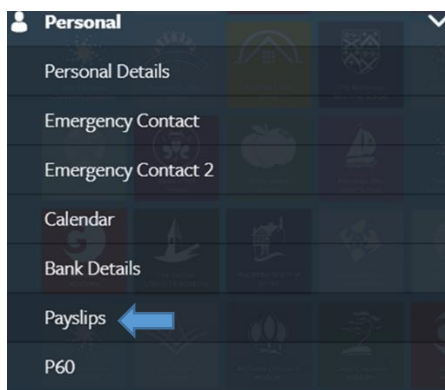 Personal
Personal Details
Emergency Contact
Emergency Contact 2
Calendar
Bank Details
Payslips
P60